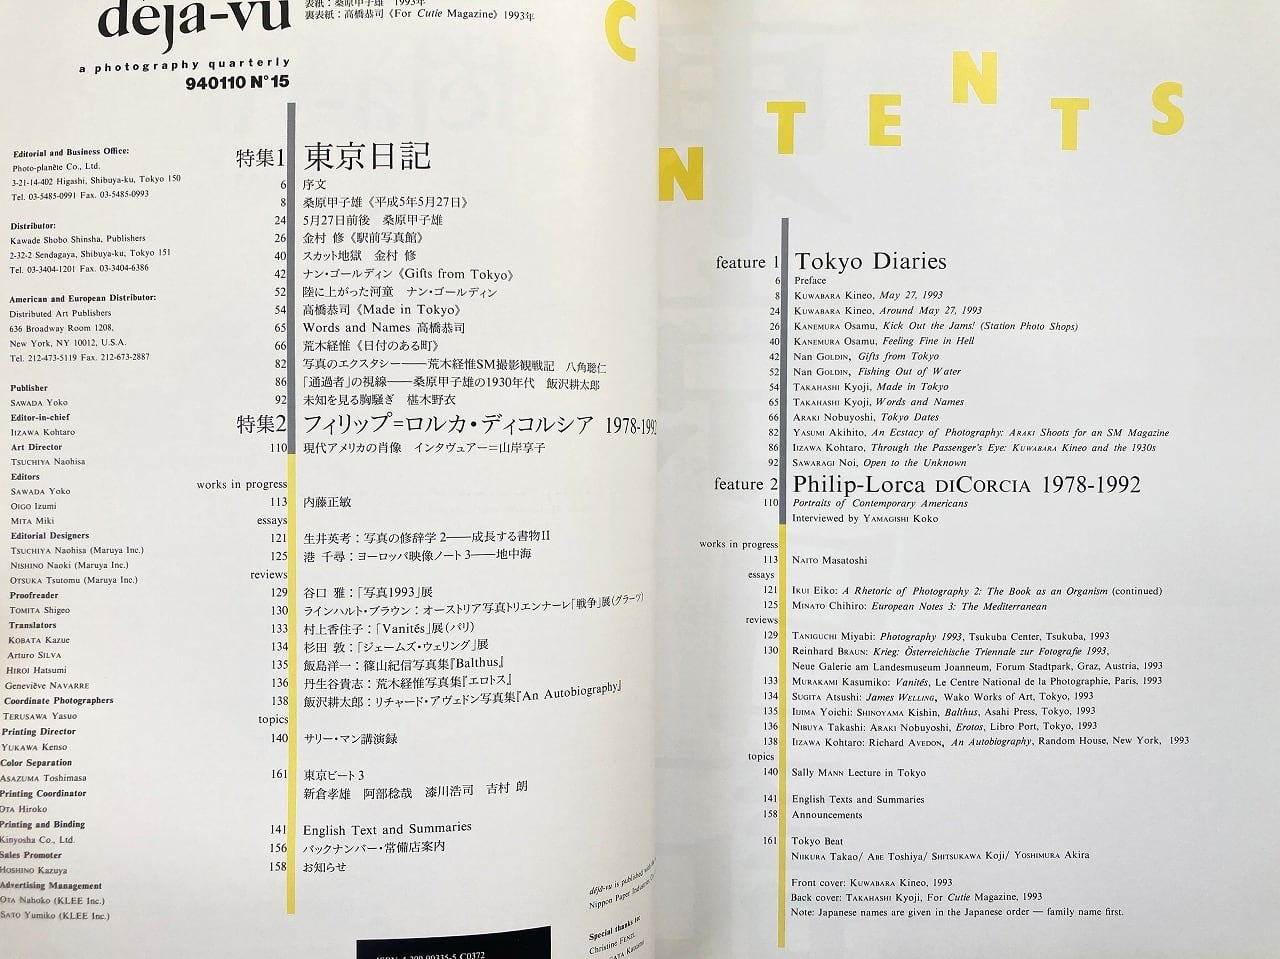 déjà-vu
a photography quarterly
940110 N°15
表紙：桑原甲子雄　1993年
裏表紙：高橋恭司《For Cutie Magazine》1993年
Editorial and Business Office:
Photo-planète Co., Ltd.
3-21-14-402 Higashi, Shibuya-ku, Tokyo 150
Tel. 03-5485-0991 Fax. 03-5485-0993
Distributor:
Kawade Shobo Shinsha, Publishers
2-32-2 Sendagaya, Shibuya-ku, Tokyo 151
Tel. 03-3404-1201 Fax. 03-3404-6386
American and European Distributor:
Distributed Art Publishers
636 Broadway Room 1208,
New York, NY 10012, U.S.A.
Tel. 212-473-5119 Fax. 212-673-2887
Publisher
SAWADA Yoko
Editor-in-chief
IIZAWA Kohtaro
Art Director
TSUCHIYA Naohisa
Editors
SAWADA Yoko
OIGO Izumi
MITA Miki
Editorial Designers
TSUCHIYA Naohisa (Maruya Inc.)
NISHINO Naoki (Maruya Inc.)
OTSUKA Tsutomu (Maruya Inc.)
Proofreader
TOMITA Shigeo
Translators
KOBATA Kazue
Arturo SILVA
HIROI Hatsumi
Geneviève NAVARRE
Coordinate Photographers
TERUSAWA Yasuo
Printing Director
YUKAWA Kenso
Color Separation
ASAZUMA Toshimasa
Printing Coordinator
OTA Hiroko
Printing and Binding
Kinyosha Co., Ltd.
Sales Promoter
HOSHINO Kazuya
Advertising Management
OTA Nahoko (KLEE Inc.)
SATO Yumiko (KLEE Inc.)
特集1 東京日記
6 序文
8 桑原甲子雄《平成5年5月27日》
24 5月27日前後　桑原甲子雄
26 金村 修《駅前写真館》
40 スカット地獄　金村 修
42 ナン・ゴールディン《Gifts from Tokyo》
52 陸に上がった河童　ナン・ゴールディン
54 高橋恭司《Made in Tokyo》
65 Words and Names 高橋恭司
66 荒木経惟《日付のある町》
82 写真のエクスタシー――荒木経惟SM撮影観戦記　八角聡仁
86 「通過者」の視線――桑原甲子雄の1930年代　飯沢耕太郎
92 未知を見る胸騒ぎ　椹木野衣
特集2 フィリップ=ロルカ・ディコルシア 1978-1992
110 現代アメリカの肖像　インタヴュアー＝山岸享子
works in progress
113 内藤正敏
essays
121 生井英考：写真の修辞学 2――成長する書物II
125 港 千尋：ヨーロッパ映像ノート3――地中海
reviews
129 谷口 雅：「写真1993」展
130 ラインハルト・ブラウン：オーストリア写真トリエンナーレ「戦争」展（グラーツ）
133 村上香住子：「Vanités」展（パリ）
134 杉田 敦：「ジェームズ・ウェリング」展
135 飯島洋一：篠山紀信写真集『Balthus』
136 丹生谷貴志：荒木経惟写真集『エロトス』
138 飯沢耕太郎：リチャード・アヴェドン写真集『An Autobiography』
topics
140 サリー・マン講演録
161 東京ビート3
新倉孝雄　阿部稔哉　漆川浩司　吉村 朗
141 English Text and Summaries
156 バックナンバー・常備店案内
158 お知らせ
déjà-vu is published with the
Nippon Paper Industries Co.
Special thanks to:
Christine FENZL
CONTENTS
feature 1 Tokyo Diaries
6 Preface
8 KUWABARA Kineo, May 27, 1993
24 KUWABARA Kineo, Around May 27, 1993
26 KANEMURA Osamu, Kick Out the Jams! (Station Photo Shops)
40 KANEMURA Osamu, Feeling Fine in Hell
42 Nan GOLDIN, Gifts from Tokyo
52 Nan GOLDIN, Fishing Out of Water
54 TAKAHASHI Kyoji, Made in Tokyo
65 TAKAHASHI Kyoji, Words and Names
66 ARAKI Nobuyoshi, Tokyo Dates
82 YASUMI Akihito, An Ecstacy of Photography: ARAKI Shoots for an SM Magazine
86 IIZAWA Kohtaro, Through the Passenger's Eye: KUWABARA Kineo and the 1930s
92 SAWARAGI Noi, Open to the Unknown
feature 2 Philip-Lorca DICORCIA 1978-1992
110 Portraits of Contemporary Americans
Interviewed by YAMAGISHI Koko
works in progress
113 NAITO Masatoshi
essays
121 IKUI Eiko: A Rhetoric of Photography 2: The Book as an Organism (continued)
125 MINATO Chihiro: European Notes 3: The Mediterranean
reviews
129 TANIGUCHI Miyabi: Photography 1993, Tsukuba Center, Tsukuba, 1993
130 Reinhard BRAUN: Krieg: Österreichische Triennale zur Fotografie 1993,
Neue Galerie am Landesmuseum Joanneum, Forum Stadtpark, Graz, Austria, 1993
133 MURAKAMI Kasumiko: Vanités, Le Centre National de la Photographie, Paris, 1993
134 SUGITA Atsushi: James WELLING, Wako Works of Art, Tokyo, 1993
135 IIJIMA Yoichi: SHINOYAMA Kishin, Balthus, Asahi Press, Tokyo, 1993
136 NIBUYA Takashi: ARAKI Nobuyoshi, Erotos, Libro Port, Tokyo, 1993
138 IIZAWA Kohtaro: Richard AVEDON, An Autobiography, Random House, New York, 1993
topics
140 Sally MANN Lecture in Tokyo
141 English Texts and Summaries
158 Announcements
161 Tokyo Beat
NIIKURA Takao/ ABE Toshiya/ SHITSUKAWA Koji/ YOSHIMURA Akira
Front cover: KUWABARA Kineo, 1993
Back cover: TAKAHASHI Kyoji, For Cutie Magazine, 1993
Note: Japanese names are given in the Japanese order — family name first.